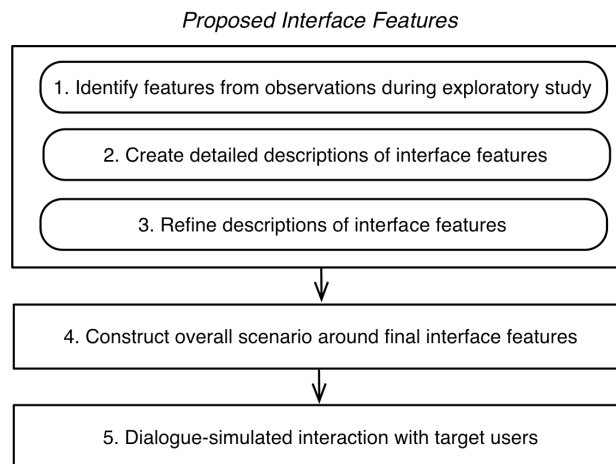 Proposed Interface Features
1. Identify features from observations during exploratory study
2. Create detailed descriptions of interface features
3. Refine descriptions of interface features
4. Construct overall scenario around final interface features
5. Dialogue-simulated interaction with target users